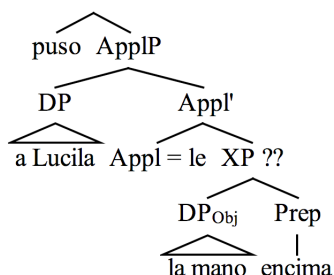 puso ApplP
DP Appl'
a Lucila Appl = le XP ??
DPObj Prep
la mano encima